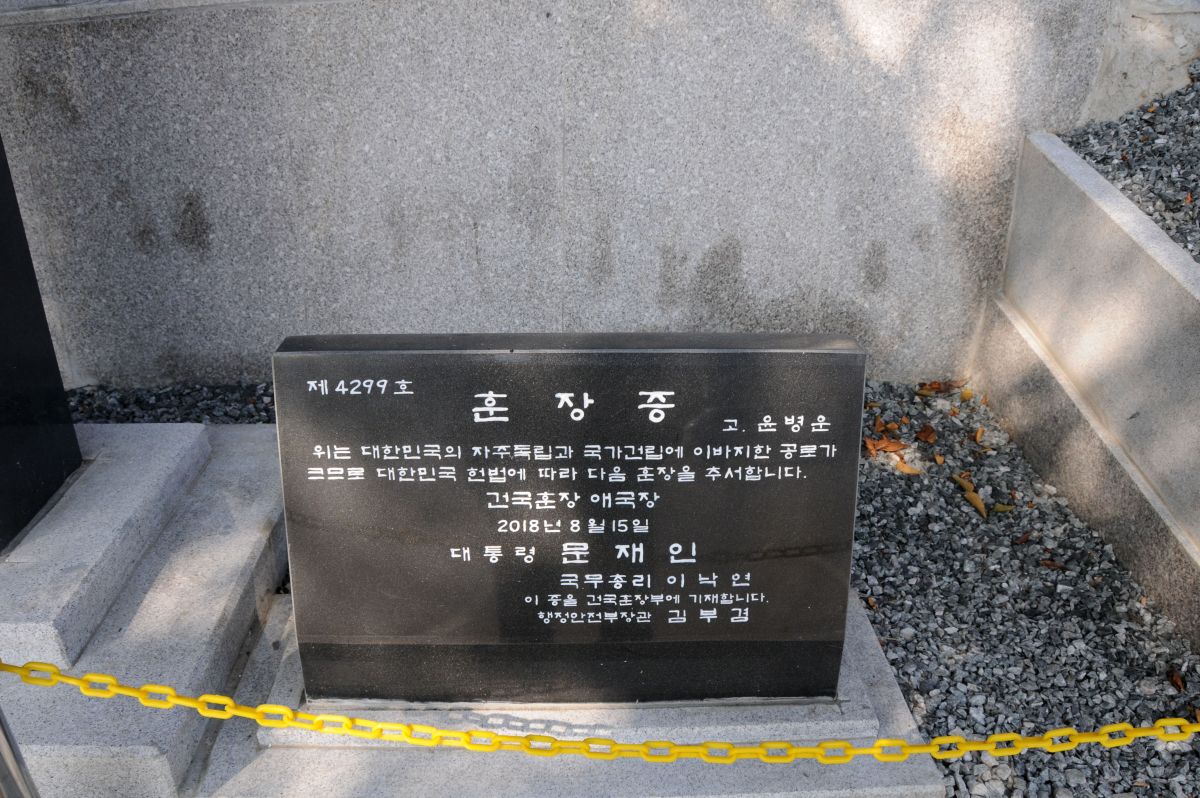 제 4299 호
훈 장 증
고. 윤 병 운
위는 대한민국의 자주독립과 국가건립에 이바지한 공로가
크므로 대한민국 헌법에 따라 다음 훈장을 추서합니다.
건국훈장 애국장
2018년 8월 15일
대통령 문재인
국무총리 이낙연
이 증을 건국훈장부에 기재합니다.
행정안전부장관 김부겸